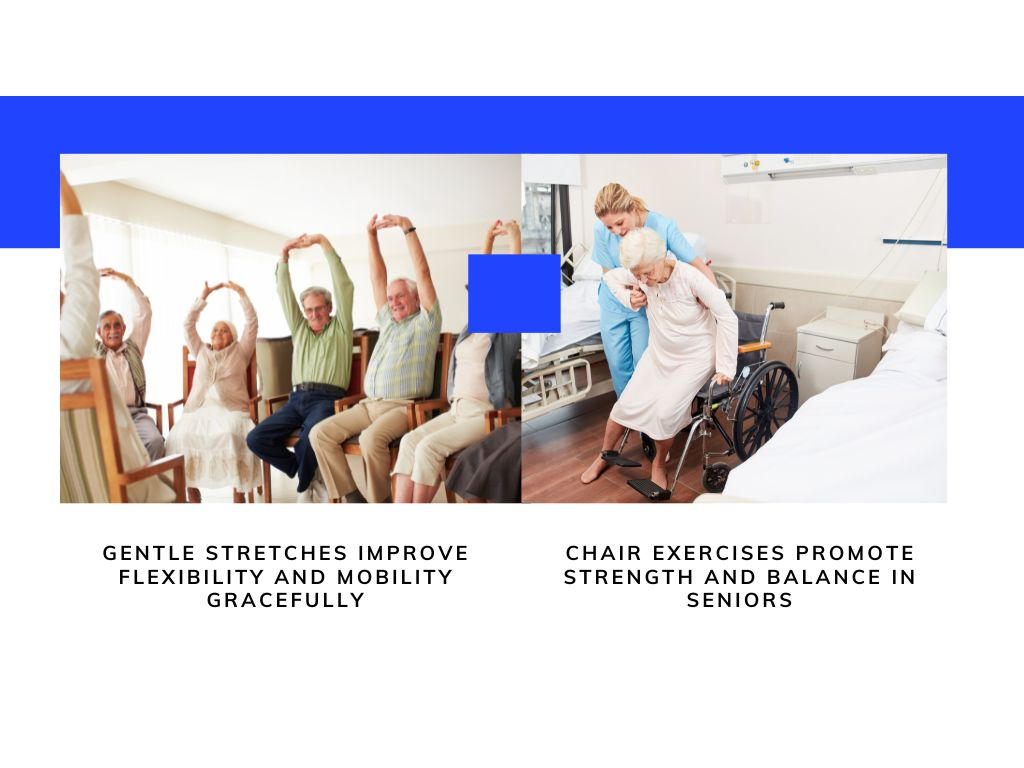 GENTLE STRETCHES IMPROVE
FLEXIBILITY AND MOBILITY
GRACEFULLY
CHAIR EXERCISES PROMOTE
STRENGTH AND BALANCE IN
SENIORS